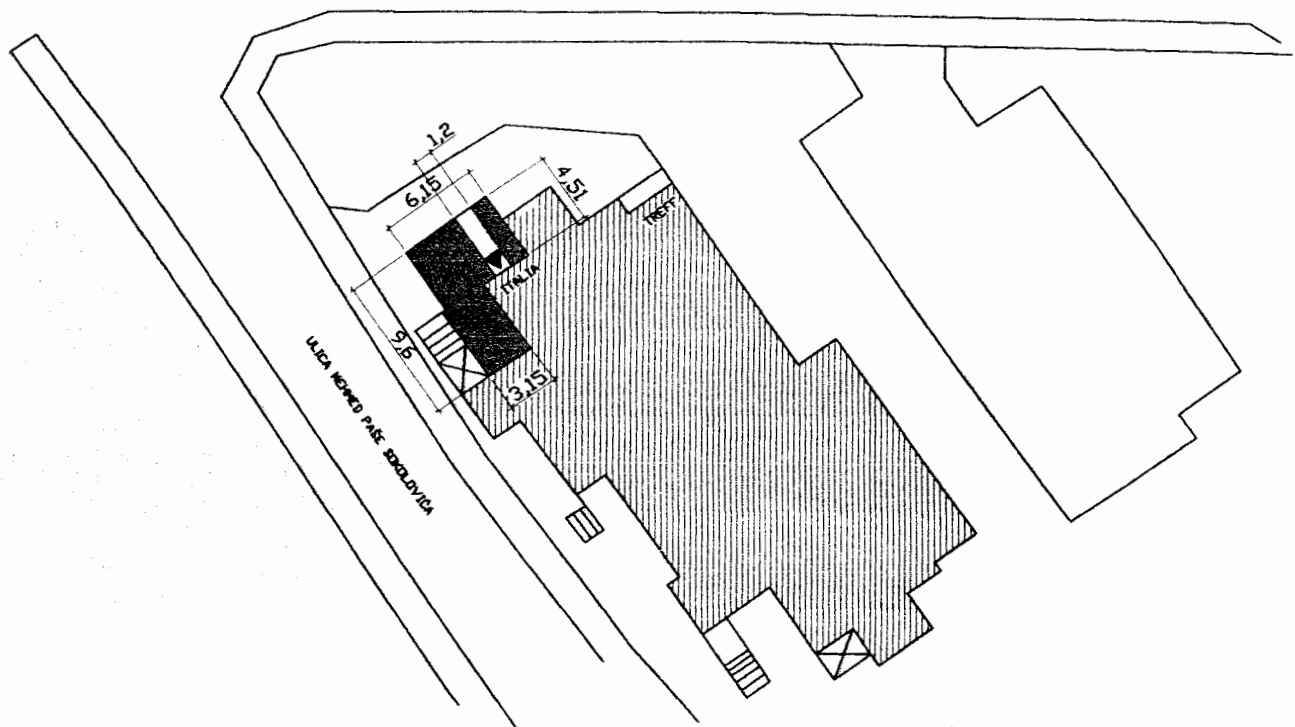 1,2
6,15
4,51
TREFF
ITALIA
9,6
3,15
ULICA MEHMED PAŠE SOKOLOVIĆA